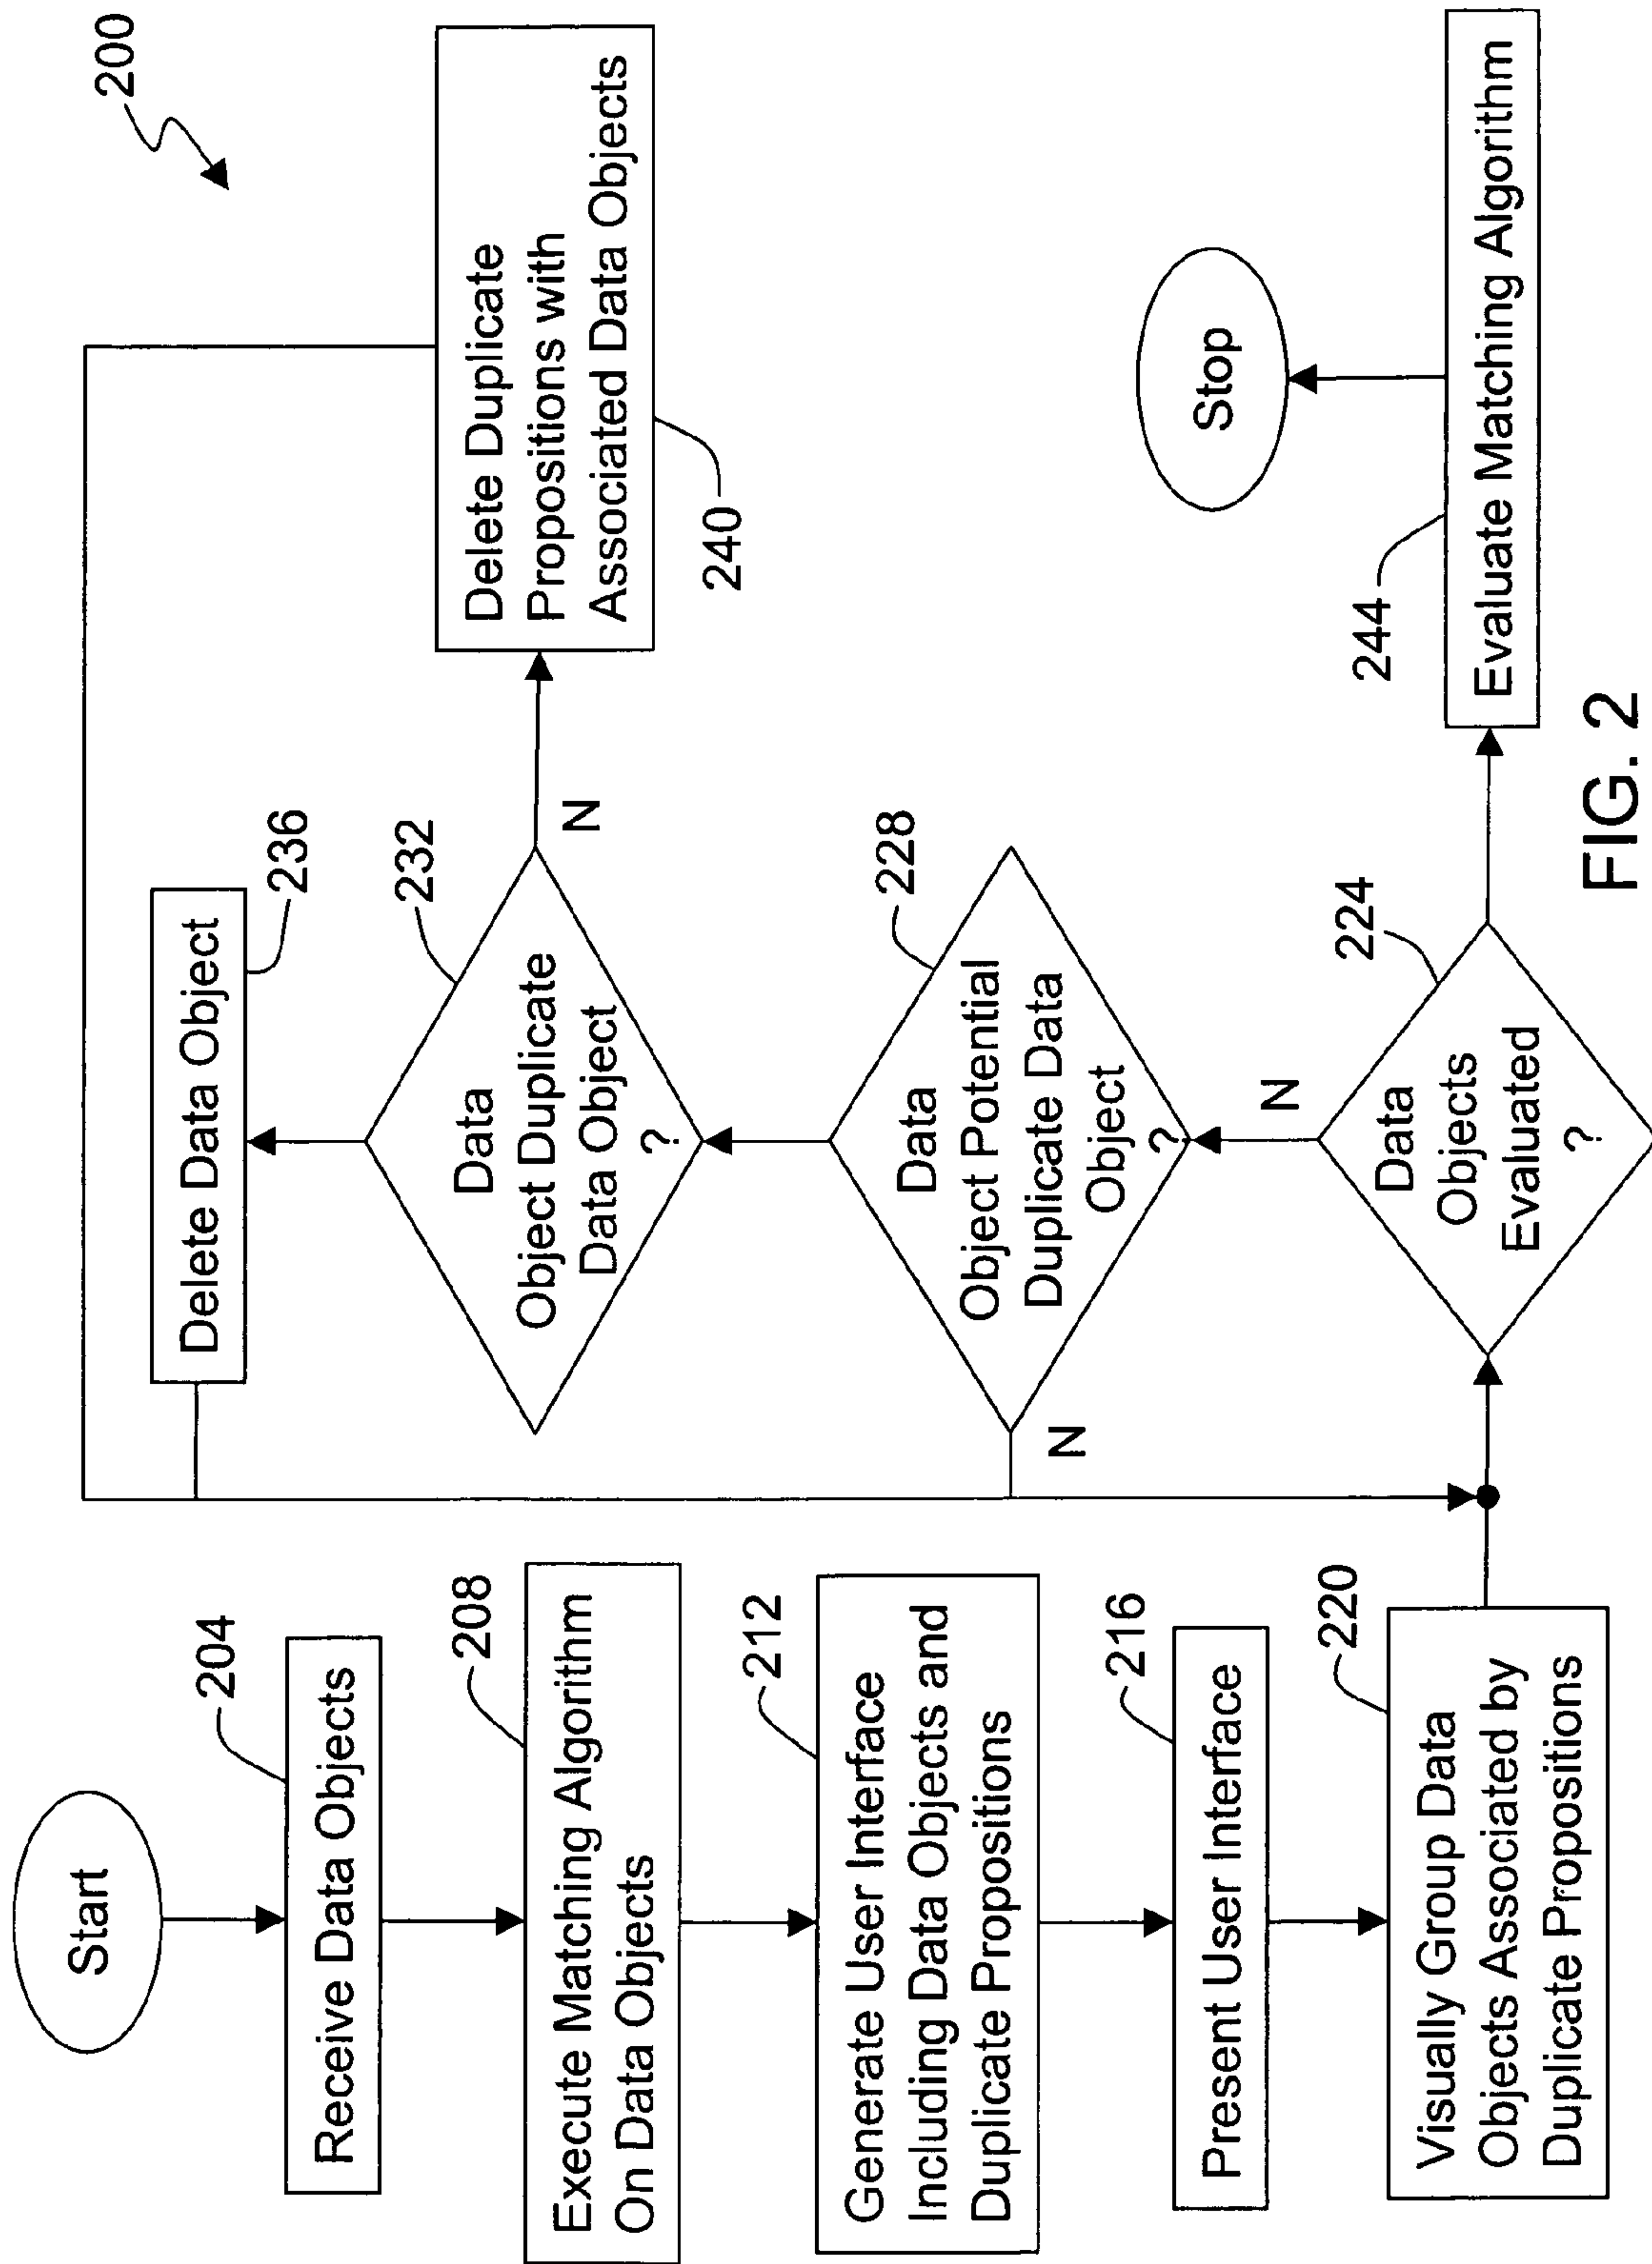 200
Start
204
Receive Data Objects
208
Execute Matching Algorithm
On Data Objects
212
Generate User Interface
Including Data Objects and
Duplicate Propositions
216
Present User Interface
220
Visually Group Data
Objects Associated by
Duplicate Propositions
224
Data
Objects
Evaluated
?
N
228
Data
Object Potential
Duplicate Data
Object
?
N
232
Data
Object Duplicate
Data Object
?
N
236
Delete Data Object
240
Delete Duplicate
Propositions with
Associated Data Objects
244
Evaluate Matching Algorithm
Stop
FIG. 2